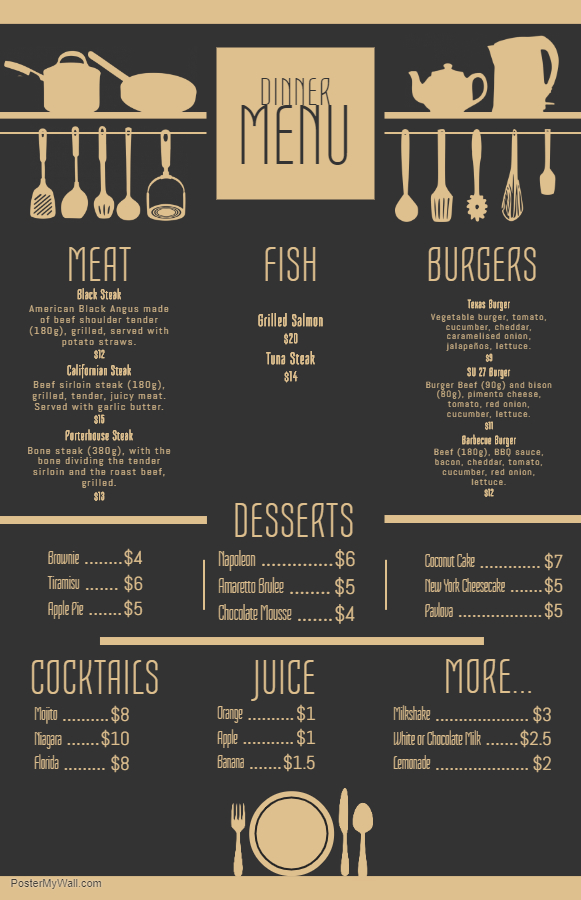 DINNER
MENU
MEAT
Black Steak
American Black Angus made
of beef shoulder tender
(180g), grilled, served with
potato straws.
$12
Californian Steak
Beef sirloin steak (180g),
grilled, tender, juicy meat.
Served with garlic butter.
$15
Porterhouse Steak
Bone steak (380g), with the
bone dividing the tender
sirloin and the roast beef,
grilled.
$13
FISH
Grilled Salmon
$20
Tuna Steak
$14
BURGERS
Texas Burger
Vegetable burger, tomato,
cucumber, cheddar,
caramelised onion,
jalapeños, lettuce.
$9
SU 27 Burger
Burger Beef (90g) and bison
(80g), pimento cheese,
tomato, red onion,
cucumber, lettuce.
$11
Barbecue Burger
Beef (180g), BBQ sauce,
bacon, cheddar, tomato,
cucumber, red onion,
lettuce.
$12
DESSERTS
Brownie ........$4
Tiramisu ....... $6
Apple Pie .......$5
Napoleon ...............$6
Amaretto Brulee ........$5
Chocolate Mousse .......$4
Coconut Cake ............. $7
New York Cheesecake ...... $5
Pavlova .................$5
COCKTAILS
Mojito .........$8
Niagara ........$10
Florida ........ $8
JUICE
Orange .........$1
Apple ..........$1
Banana .......$1.5
MORE...
Milkshake ..................... $3
White or Chocolate Milk .......$2.5
Lemonade .................... $2
PosterMyWall.com